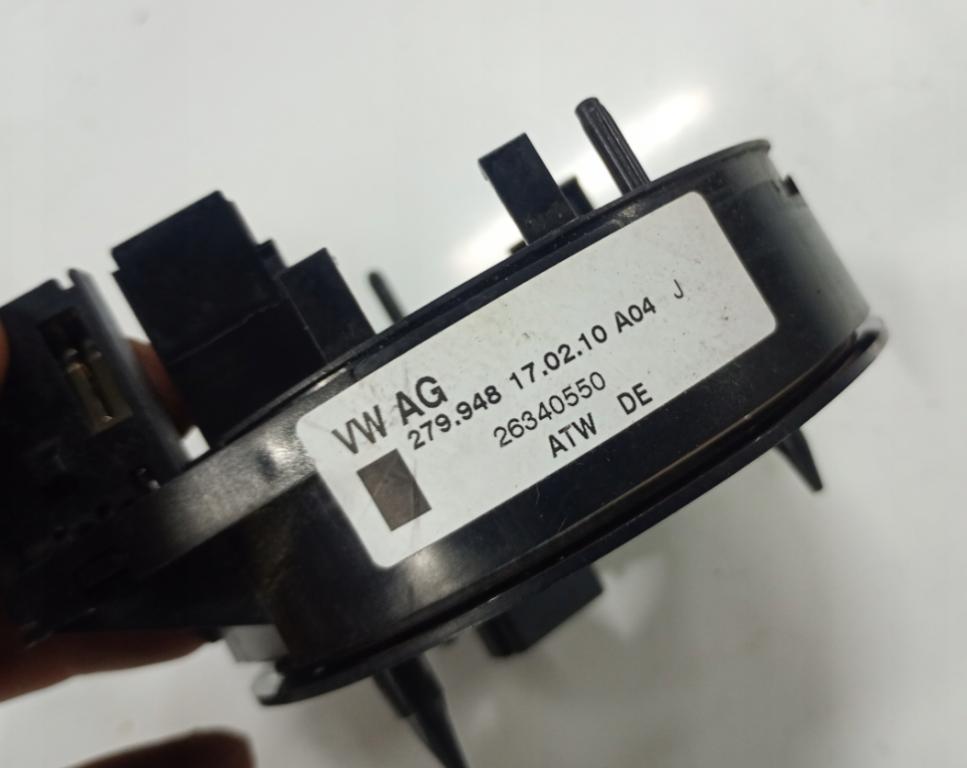 VW AG
279.948 17.02.10 A04 J
26340550
ATW DE